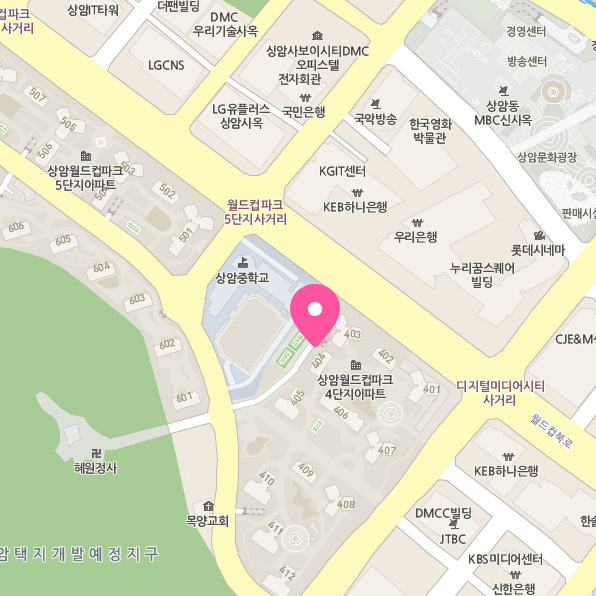 컵파크
사거리
상암IT타워
더팬빌딩
DMC
우리기술시옥
상암사보이시티DMC
오피스텔
전자회관
경영센터
방송센터
LGCNS
LG유플러스
상암사옥
국민은행
국악방송
한국영화
박물관
상암동
MBC신사옥
상암문화광장
판매시설
507
505
506
504
503
502
501
상암월드컵파크
5단지아파트
월드컵파크
5단지사거리
KGIT센터
KEB하나은행
우리은행
롯데시네마
누리꿈스퀘어
빌딩
606
605
604
603
602
601
상암중학교
403
404
402
401
405
406
407
상암월드컵파크
4단지아파트
CJE&M센
디지털미디어시티
사거리
월드컵북로
혜원정사
목양교회
410
409
408
411
412
KEB하나은행
DMCC빌딩
JTBC
KBS미디어센터
신한은행
한솔
암택지개발예정지구